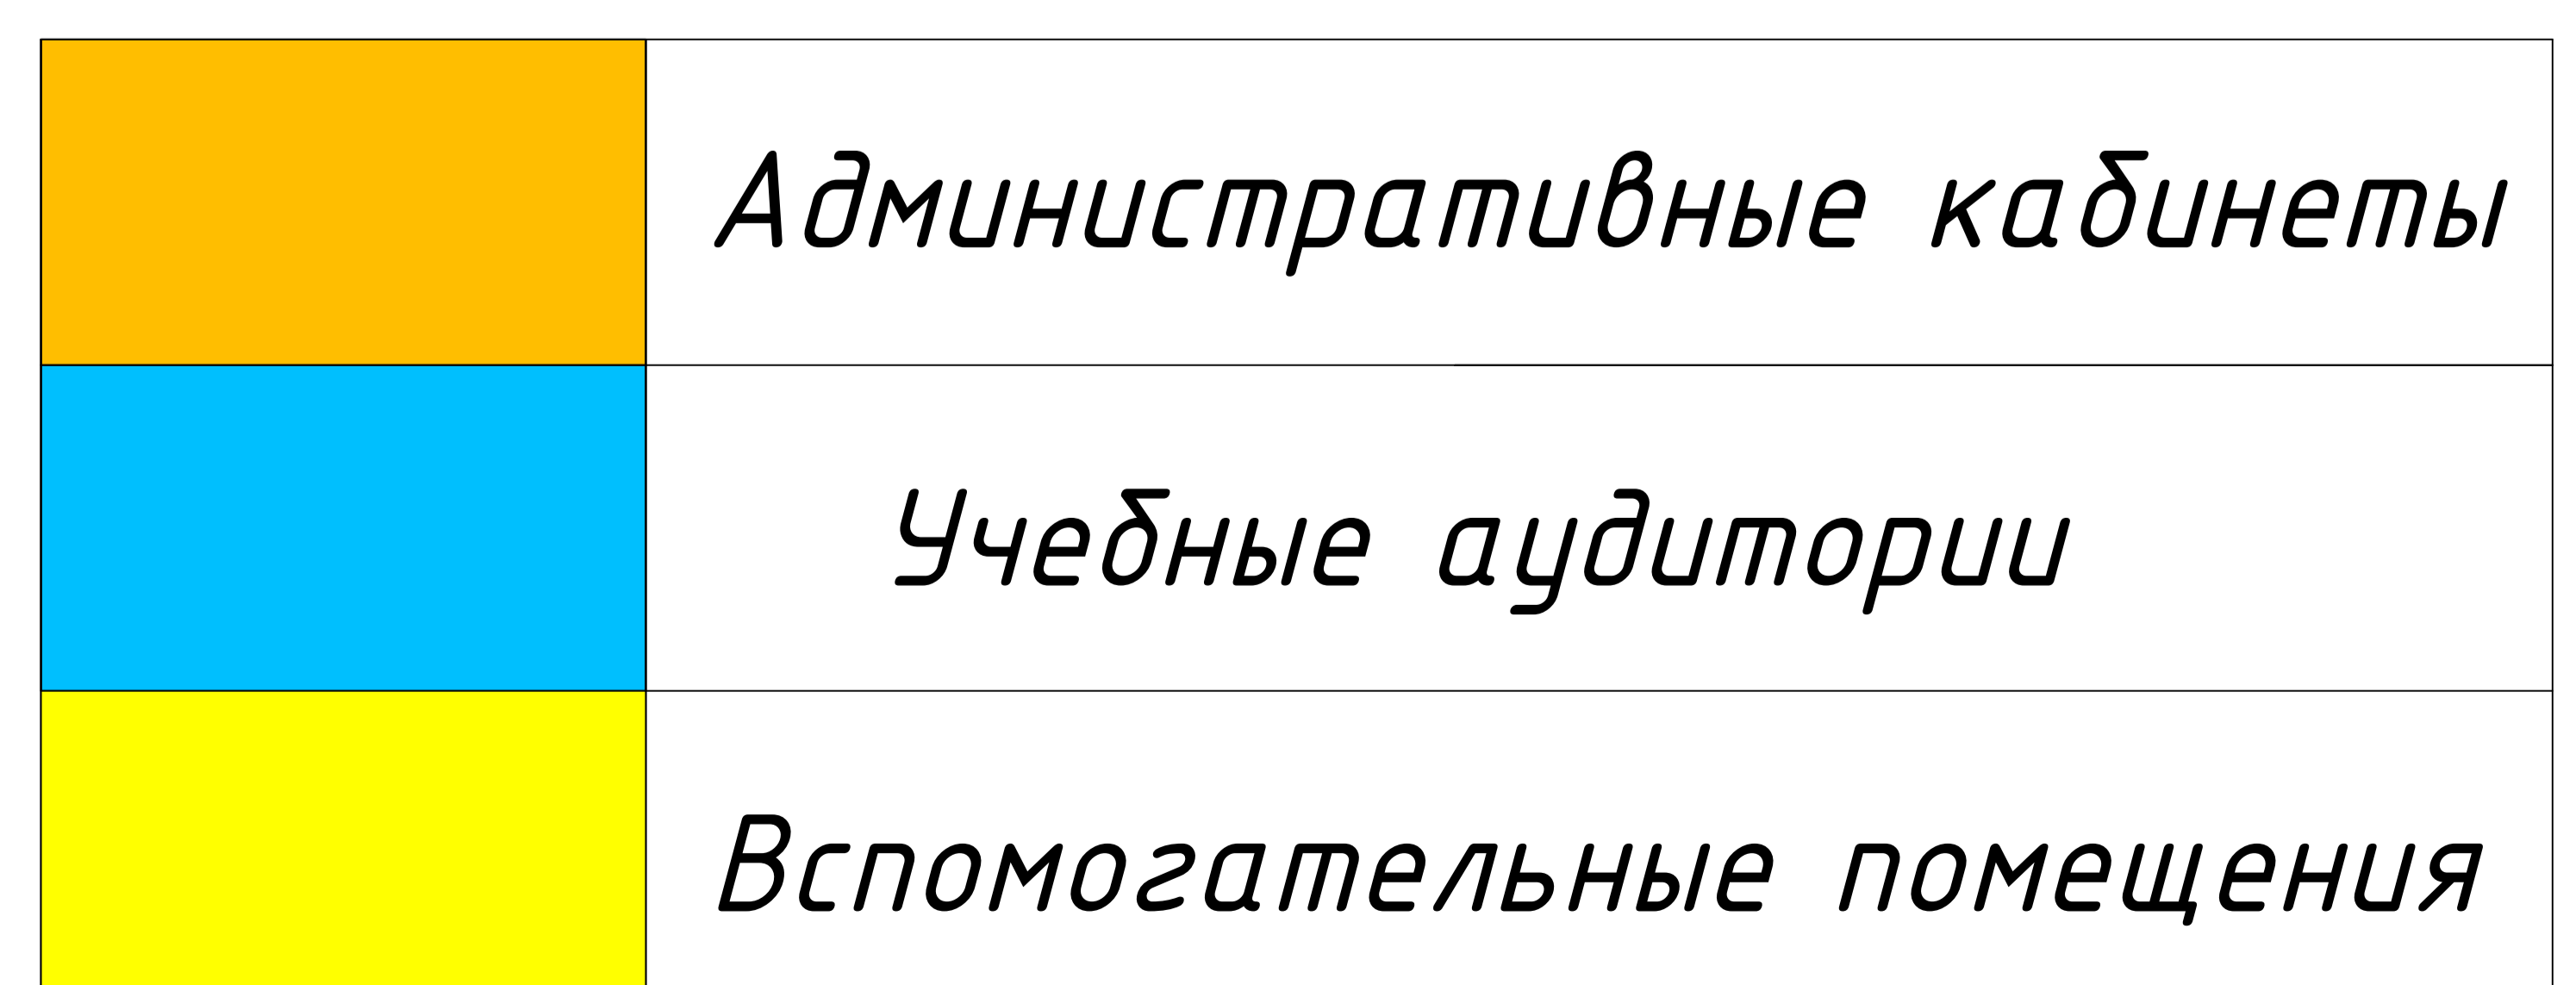 Административные кабинеты
Учебные аудитории
Вспомогательные помещения